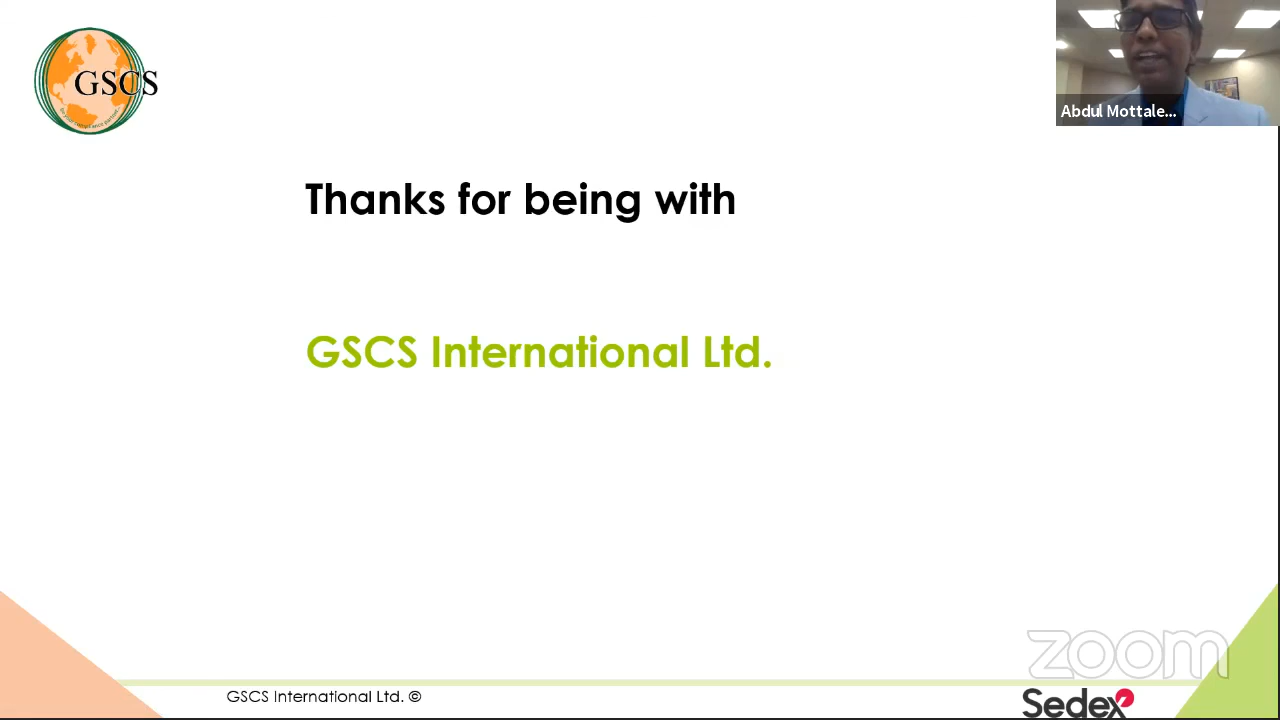 GSCS
Abdul Mottale...
Thanks for being with
GSCS International Ltd.
zoom
GSCS International Ltd. ©
Sedex